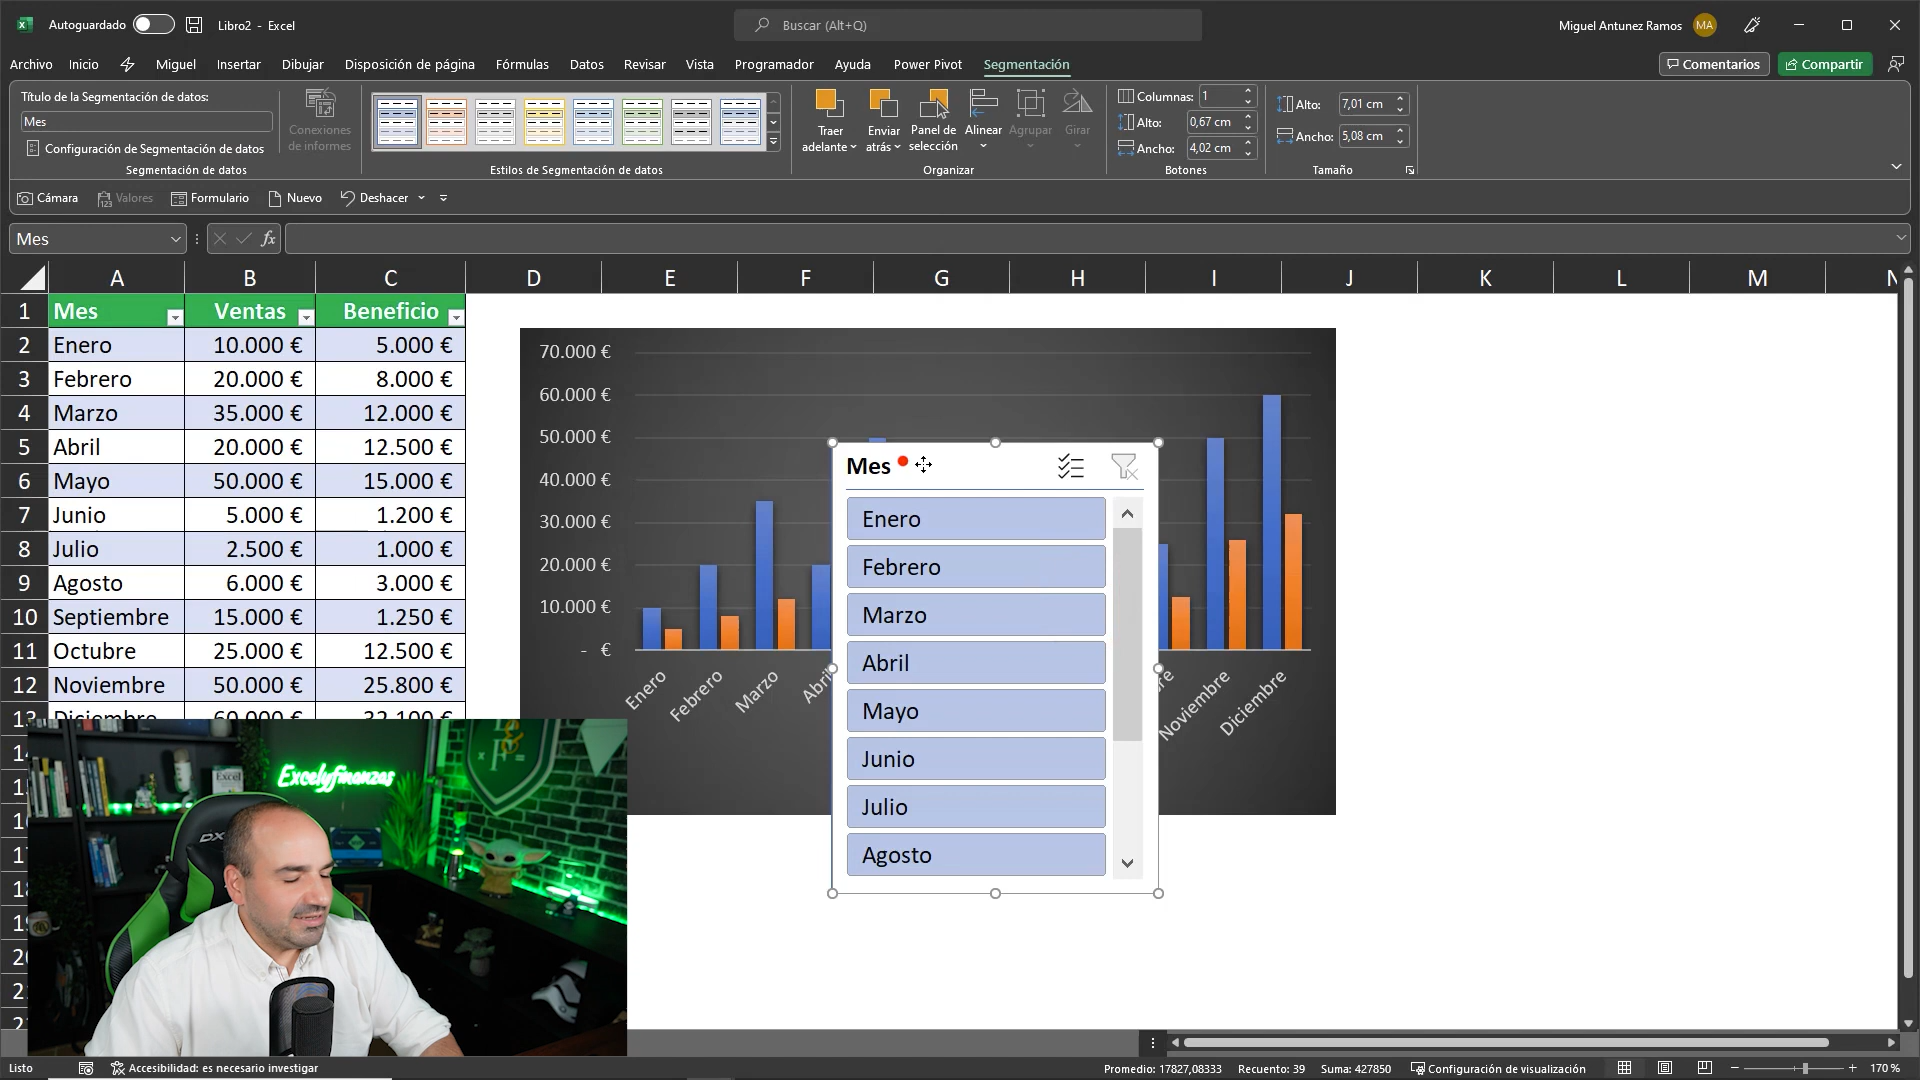 Autoguardado
Libro2 - Excel
Buscar (Alt+Q)
Miguel Antunez Ramos
MA
Archivo
Inicio
Miguel
Insertar
Dibujar
Disposición de página
Fórmulas
Datos
Revisar
Vista
Programador
Ayuda
Power Pivot
Segmentación
Comentarios
Compartir
Título de la Segmentación de datos:
Mes
Configuración de Segmentación de datos
Segmentación de datos
Conexiones
de informes
Estilos de Segmentación de datos
Traer
adelante
Enviar
atrás
Panel de
selección
Alinear
Agrupar
Girar
Organizar
Columnas: 1
Alto: 0,67 cm
Ancho: 4,02 cm
Botones
Alto: 7,01 cm
Ancho: 5,08 cm
Tamaño
Cámara
Valores
Formulario
Nuevo
Deshacer
Mes
fx
A B C D E F G H I J K L M N
1 Mes Ventas Beneficio
2 Enero 10.000 € 5.000 €
3 Febrero 20.000 € 8.000 €
4 Marzo 35.000 € 12.000 €
5 Abril 20.000 € 12.500 €
6 Mayo 50.000 € 15.000 €
7 Junio 5.000 € 1.200 €
8 Julio 2.500 € 1.000 €
9 Agosto 6.000 € 3.000 €
10 Septiembre 15.000 € 1.250 €
11 Octubre 25.000 € 12.500 €
12 Noviembre 50.000 € 25.800 €
Diciembre 60.000 € 32.100 €
70.000 €
60.000 €
50.000 €
40.000 €
30.000 €
20.000 €
10.000 €
- €
Enero
Febrero
Marzo
Abril
Noviembre
Diciembre
Mes
Enero
Febrero
Marzo
Abril
Mayo
Junio
Julio
Agosto
Excelyfinanzas
Excel
DX
Listo
Accesibilidad: es necesario investigar
Promedio: 17827,08333
Recuento: 39
Suma: 427850
Configuración de visualización
170 %